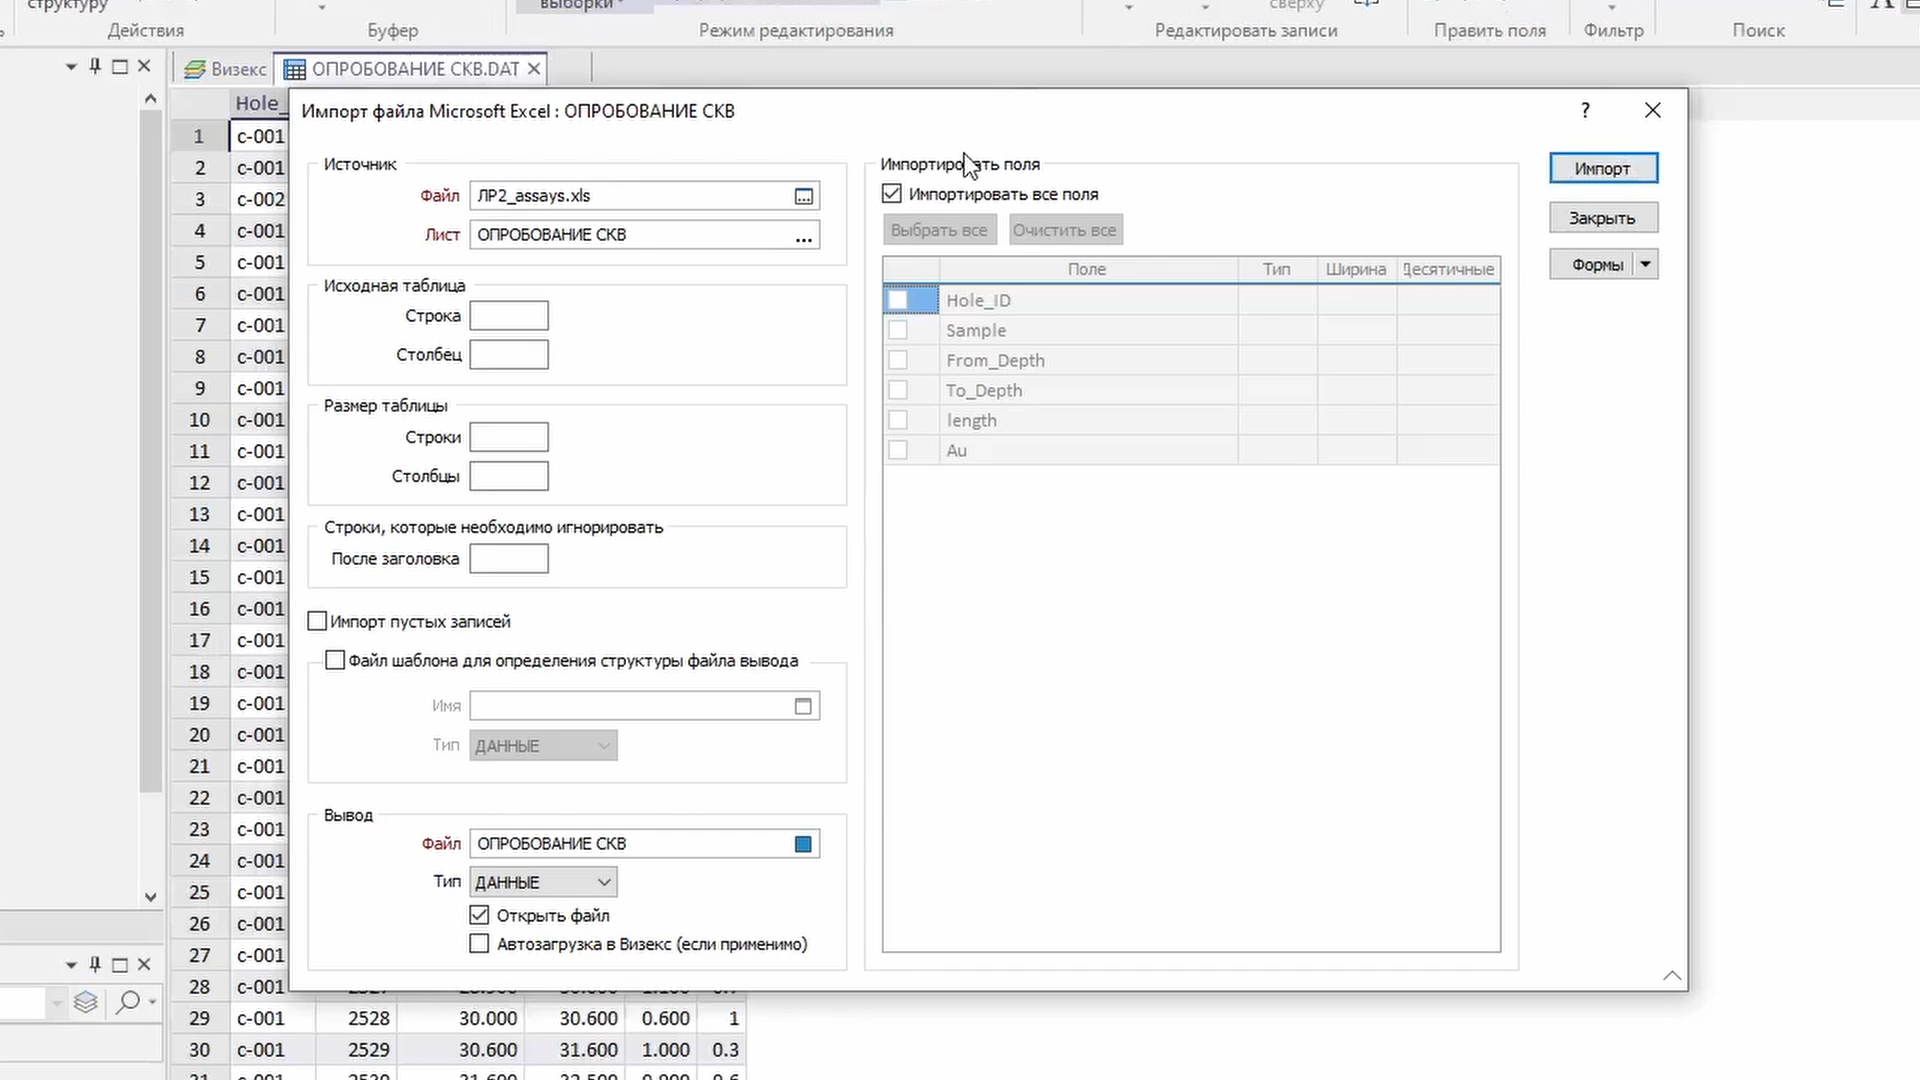 структуру
выборки
сверху
Действия
Буфер
Режим редактирования
Редактировать записи
Править поля
Фильтр
Поиск
Визекс
ОПРОБОВАНИЕ СКВ.DAT
Hole_
1 c-001
2 c-001
3 c-002
4 c-001
5 c-001
6 c-001
7 c-001
8 c-001
9 c-001
10 c-001
11 c-001
12 c-001
13 c-001
14 c-001
15 c-001
16 c-001
17 c-001
18 c-001
19 c-001
20 c-001
21 c-001
22 c-001
23 c-001
24 c-001
25 c-001
26 c-001
27 c-001
28 c-001
29 c-001 2528 30.000 30.600 0.600 1
30 c-001 2529 30.600 31.600 1.000 0.3
Импорт файла Microsoft Excel : ОПРОБОВАНИЕ СКВ
?
Источник
Файл ЛР2_assays.xls
Лист ОПРОБОВАНИЕ СКВ
Исходная таблица
Строка
Столбец
Размер таблицы
Строки
Столбцы
Строки, которые необходимо игнорировать
После заголовка
Импорт пустых записей
Файл шаблона для определения структуры файла вывода
Имя
Тип ДАННЫЕ
Вывод
Файл ОПРОБОВАНИЕ СКВ
Тип ДАННЫЕ
Открыть файл
Автозагрузка в Визекс (если применимо)
Импортировать поля
Импортировать все поля
Выбрать все Очистить все
Поле Тип Ширина Десятичные
Hole_ID
Sample
From_Depth
To_Depth
length
Au
Импорт
Закрыть
Формы